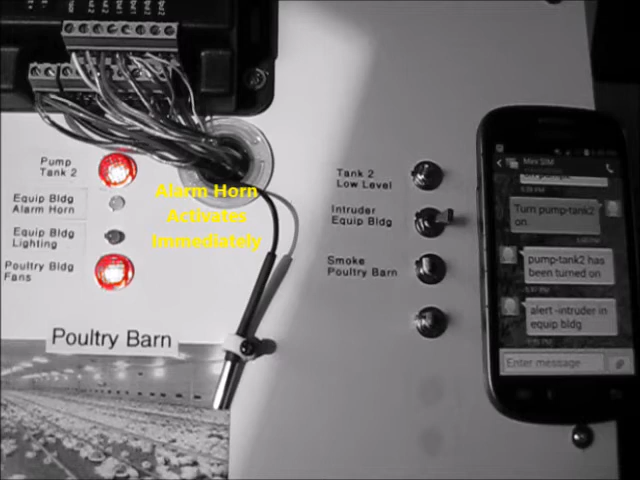 Pump
Tank 2
Equip Bldg
Alarm Horn
Equip Bldg
Lighting
Poultry Bldg
Fans
Alarm Horn
Activates
Immediately
Poultry Barn
Tank 2
Low Level
Intruder
Equip Bldg
Smoke
Poultry Barn
Mini SIM
Turn pump-tank2
on
pump-tank2 has
been turned on
alert -intruder in
equip bldg
Enter message